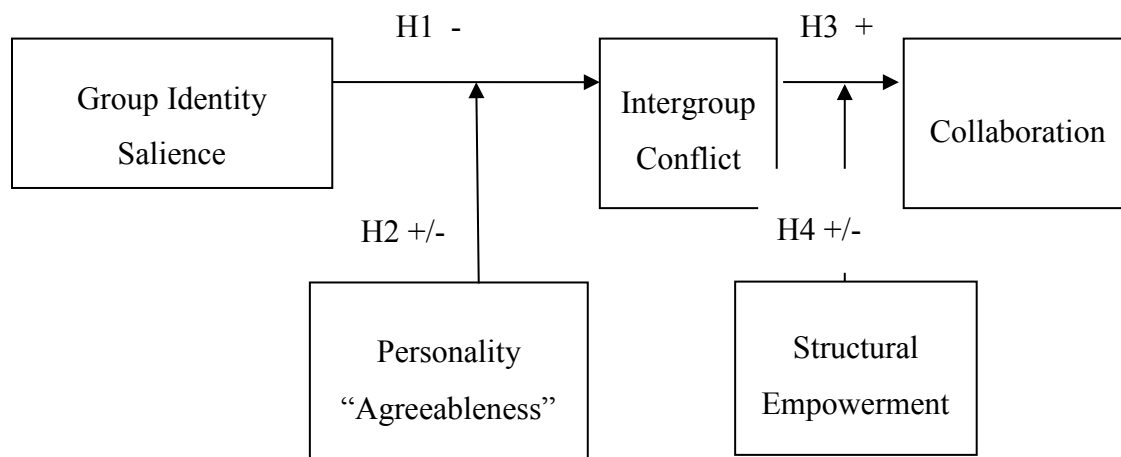 H1 -
H3 +
Group Identity
Salience
Intergroup
Conflict
Collaboration
H2 +/-
H4 +/-
Personality
“Agreeableness”
Structural
Empowerment